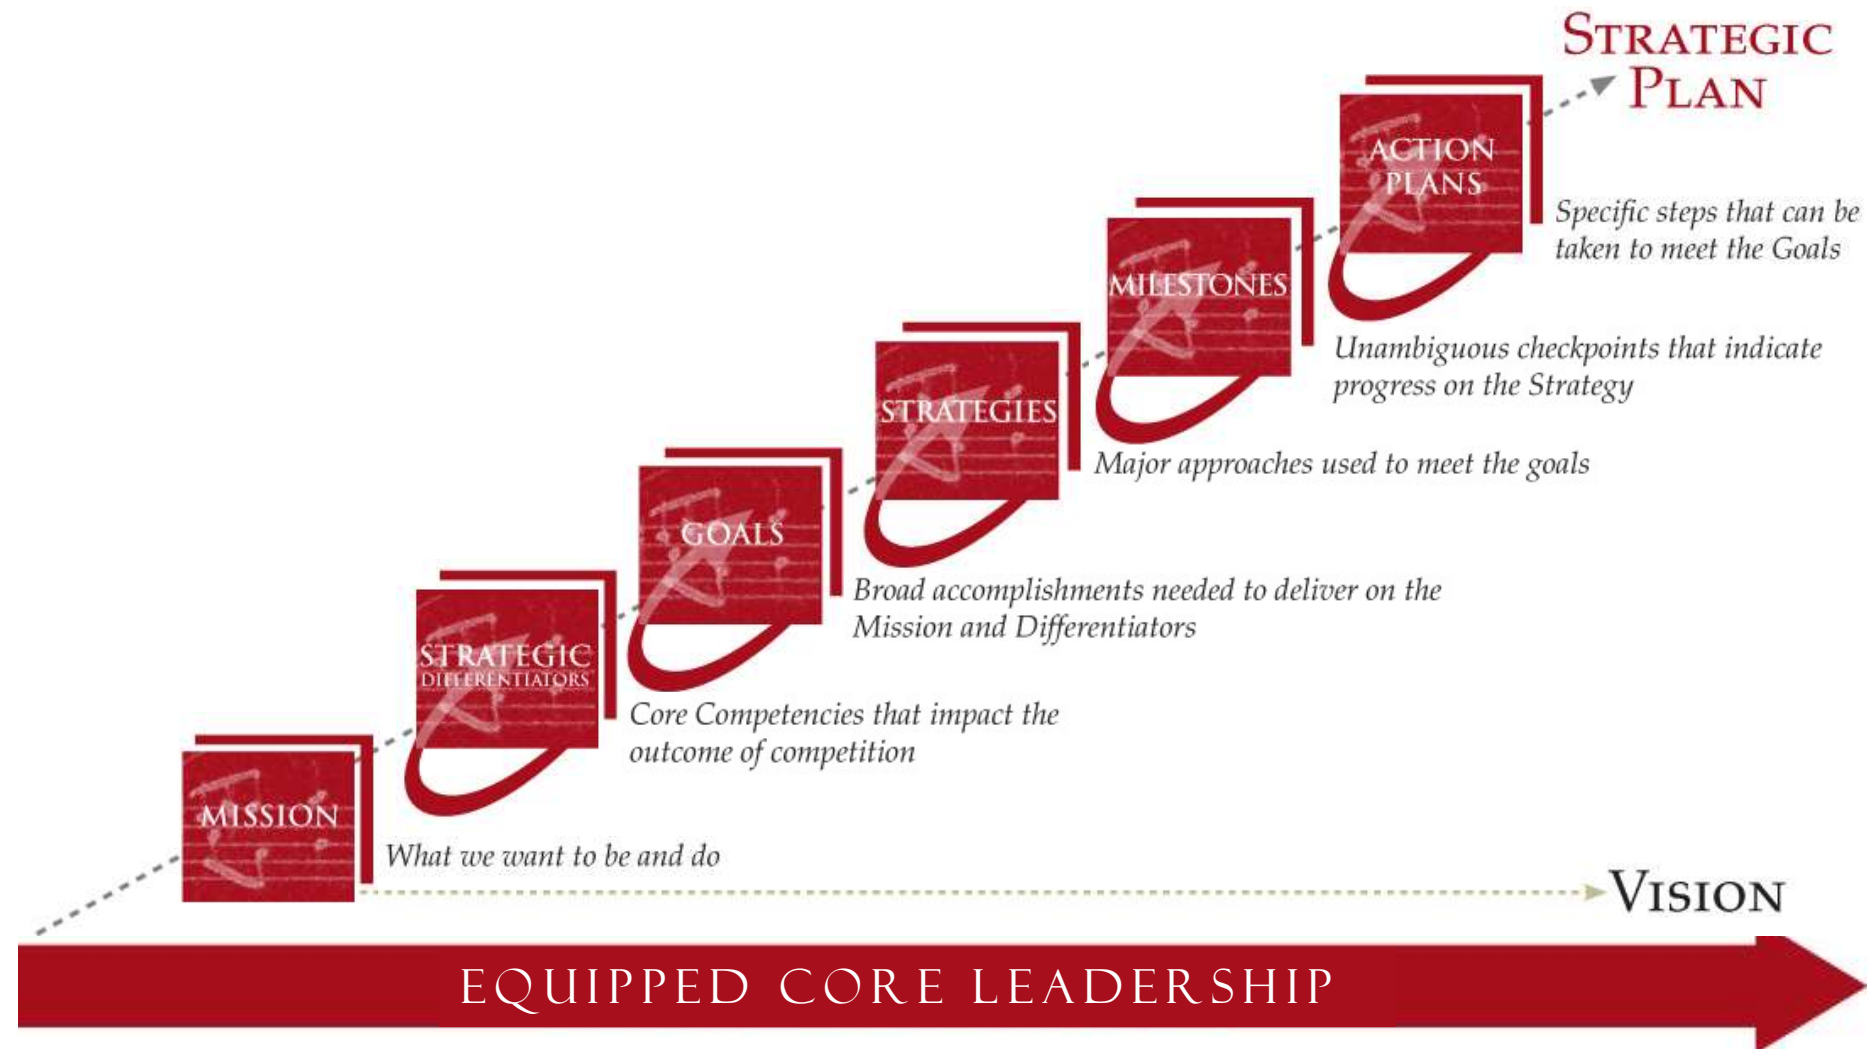 STRATEGIC
PLAN
ACTION
PLANS
Specific steps that can be
taken to meet the Goals
MILESTONES
Unambiguous checkpoints that indicate
progress on the Strategy
STRATEGIES
Major approaches used to meet the goals
GOALS
Broad accomplishments needed to deliver on the
Mission and Differentiators
STRATEGIC
DIFFERENTIATORS
Core Competencies that impact the
outcome of competition
MISSION
What we want to be and do
VISION
EQUIPPED CORE LEADERSHIP